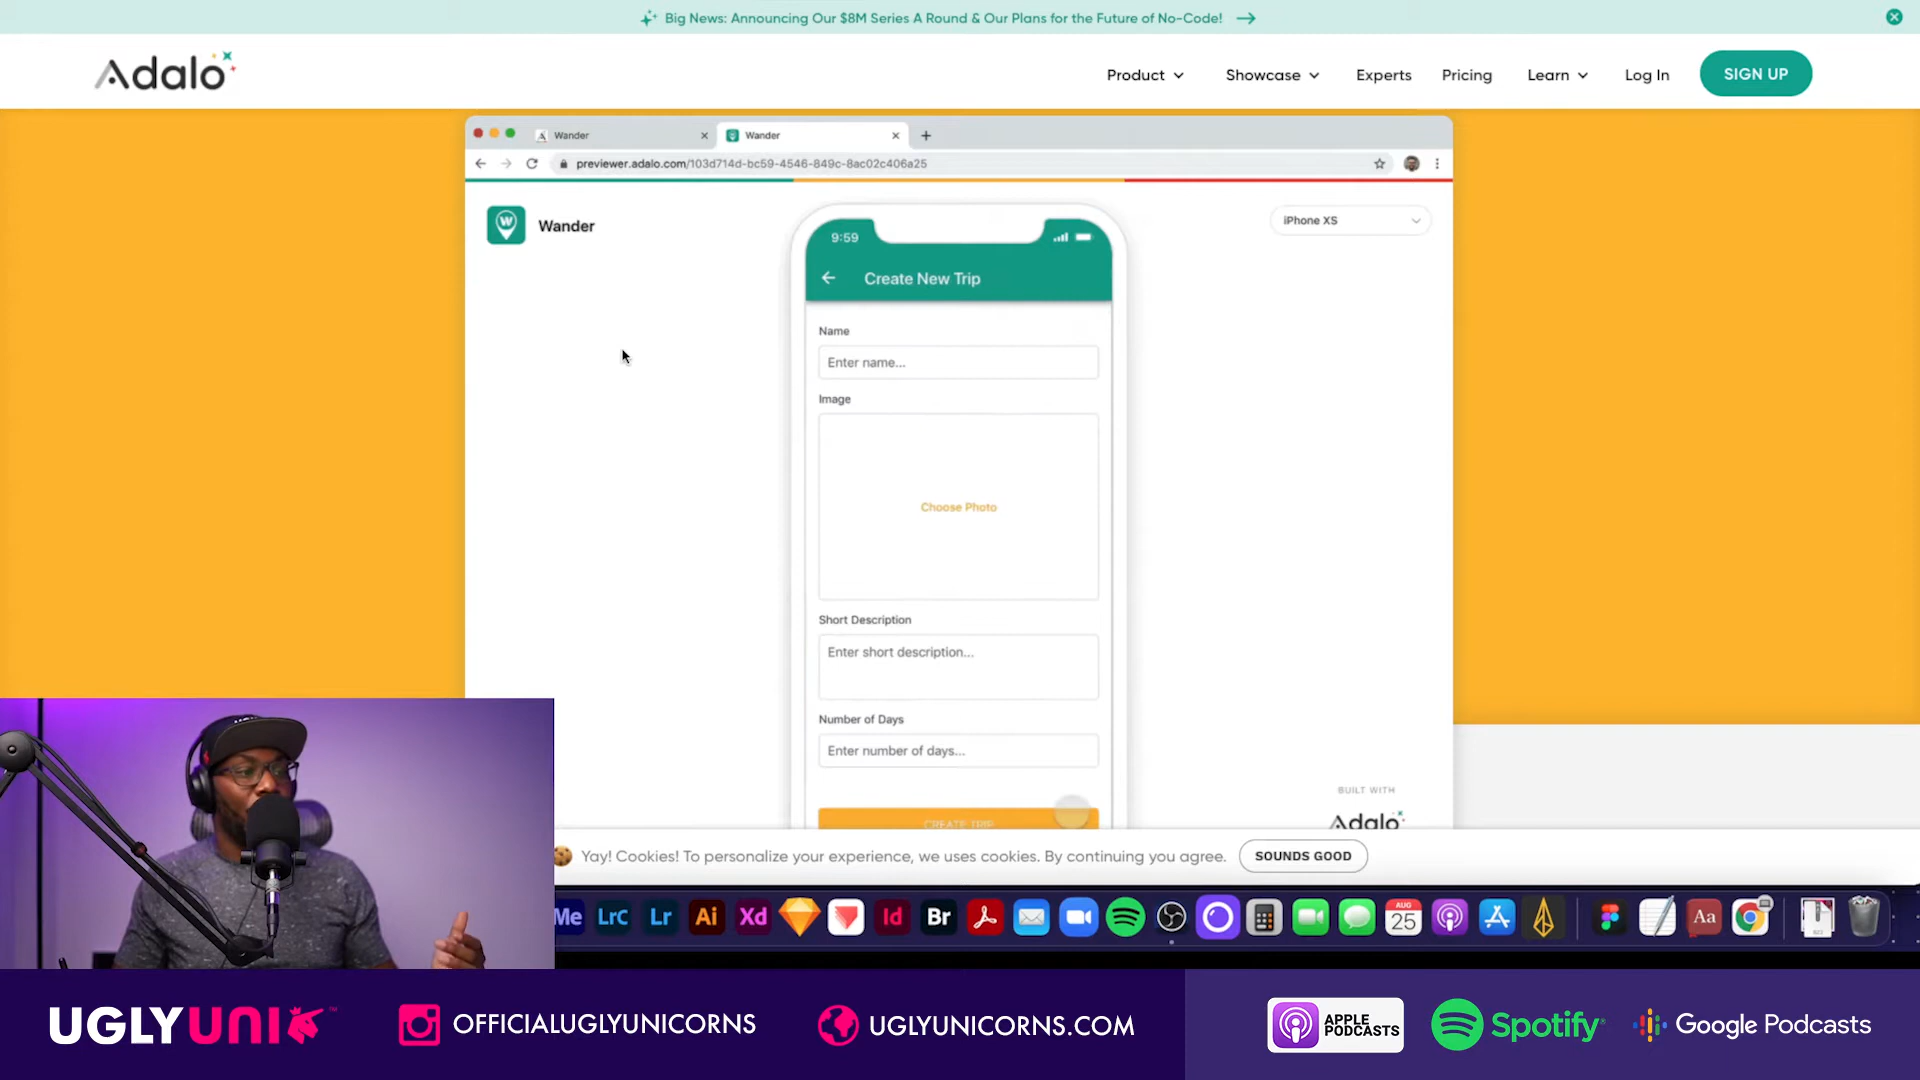 Big News: Announcing Our $8M Series A Round & Our Plans for the Future of No-Code!
Adalo
Product
Showcase
Experts
Pricing
Learn
Log In
SIGN UP
Wander
Wander
previewer.adalo.com/103d714d-bc59-4546-849c-8ac02c406a25
W
Wander
iPhone XS
9:59
Create New Trip
Name
Enter name...
Image
Choose Photo
Short Description
Enter short description...
Number of Days
Enter number of days...
CREATE TRIP
BUILT WITH
Adalo
Yay! Cookies! To personalize your experience, we uses cookies. By continuing you agree.
SOUNDS GOOD
Me
LrC
Lr
Ai
Xd
Id
Br
AUG
25
Aa
UGLYUNI ™
OFFICIALUGLYUNICORNS
UGLYUNICORNS.COM
APPLE
PODCASTS
Spotify
Google Podcasts